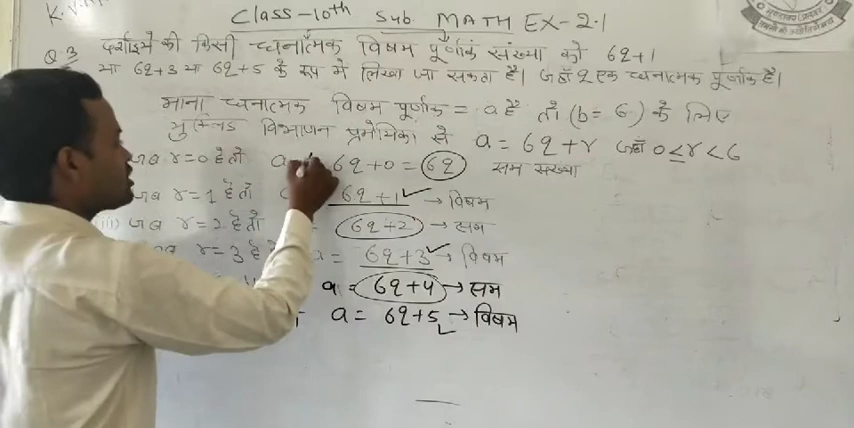 K.V.
Class-10th Sub MATH EX-2.1
Q.3 दर्शाइये की किसी धनात्मक विषम पूर्णांक संख्या को 6q+1
या 6q+3 या 6q+5 के रूप में लिखा जा सकता है। जहाँ q एक धनात्मक पूर्णांक है।
माना धनात्मक विषम पूर्णांक = a है तो (b = 6) के लिए
युक्लिड विभाजन प्रमेयिका से a = 6q+r जहाँ 0≤r<6
जब r=0 है तो a = 6q+0 = 6q सम संख्या
जब r=1 है तो 6q+1 → विषम
(iii) जब r=2 है तो = 6q+2 → सम
r=3 है a = 6q+3 → विषम
a = 6q+4 → सम
a = 6q+5 → विषम